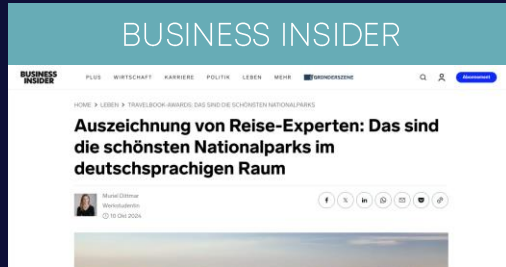 BUSINESS INSIDER
BUSINESS
INSIDER
PLUS WIRTSCHAFT KARRIERE POLITIK LEBEN MEHR GRÜNDERSZENE
Abonnement
HOME > LEBEN > TRAVELBOOK-AWARDS: DAS SIND DIE SCHÖNSTEN NATIONALPARKS
Auszeichnung von Reise-Experten: Das sind
die schönsten Nationalparks im
deutschsprachigen Raum
Muriel Dittmar
Werkstudentin
10 Okt 2024